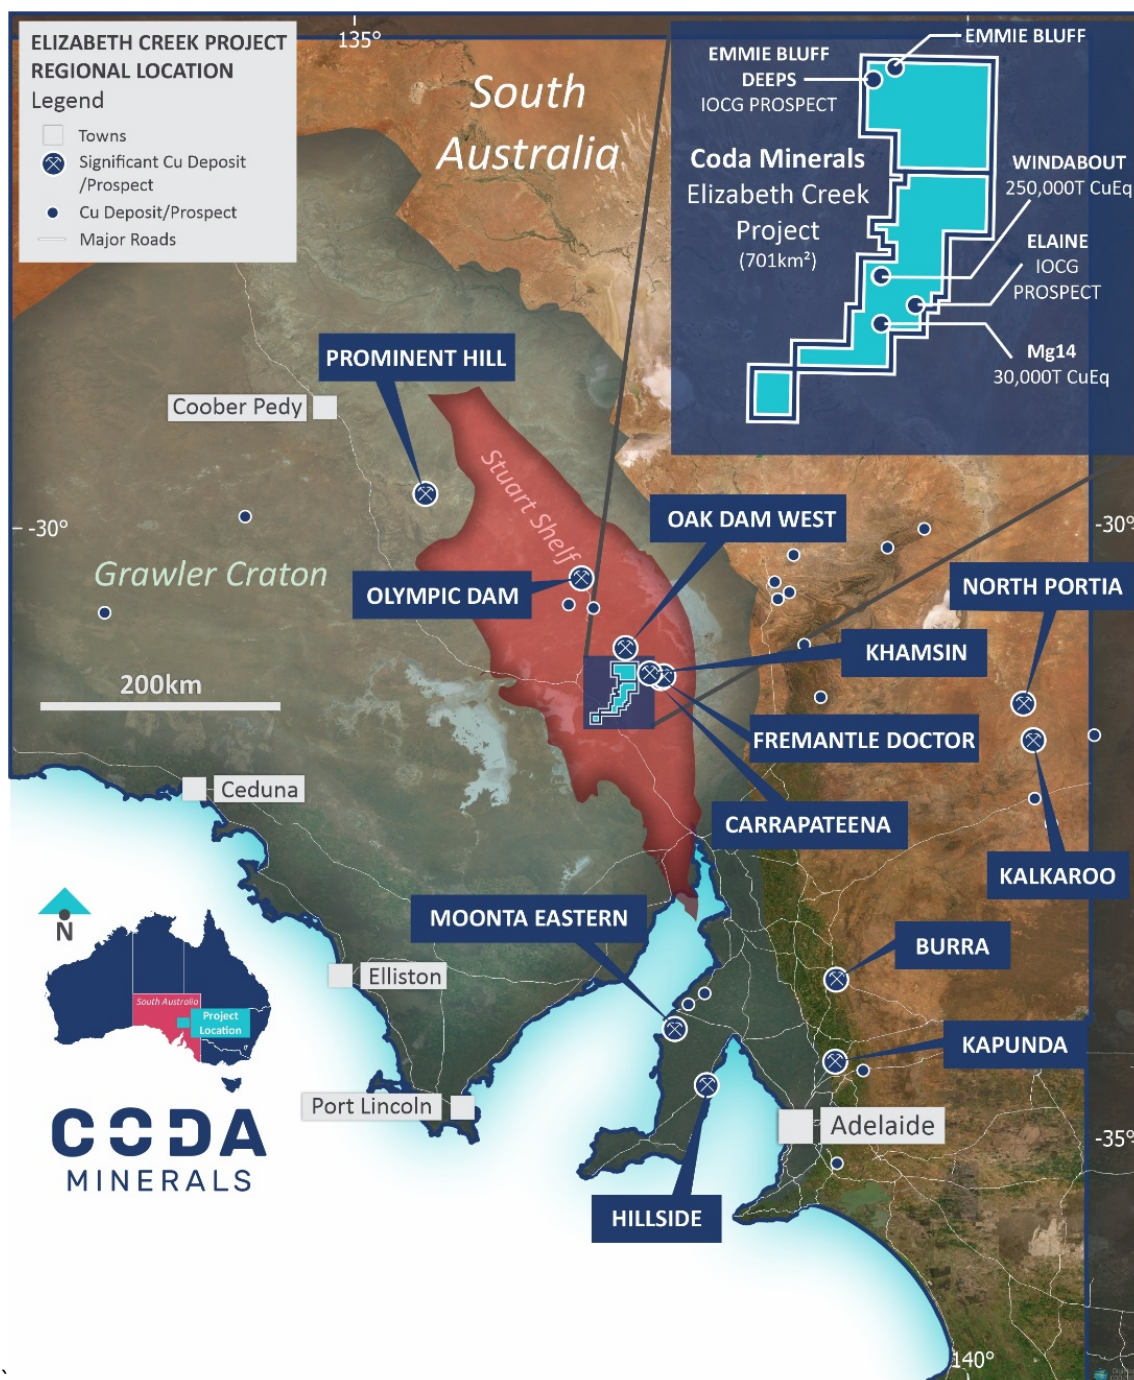 ELIZABETH CREEK PROJECT
REGIONAL LOCATION
Legend
Towns
Significant Cu Deposit
/Prospect
Cu Deposit/Prospect
Major Roads
135°
South
Australia
EMMIE BLUFF
EMMIE BLUFF
DEEPS
IOCG PROSPECT
Coda Minerals
Elizabeth Creek
Project
(701km²)
WINDABOUT
250,000T CuEq
ELAINE
IOCG
PROSPECT
Mg14
30,000T CuEq
PROMINENT HILL
Coober Pedy
Stuart Shelf
-30°
-30°
OAK DAM WEST
Grawler Craton
OLYMPIC DAM
NORTH PORTIA
KHAMSIN
200km
FREMANTLE DOCTOR
Ceduna
CARRAPATEENA
KALKAROO
MOONTA EASTERN
N
BURRA
Elliston
South Australia
Project
Location
KAPUNDA
Port Lincoln
Adelaide
-35°
CODA
MINERALS
HILLSIDE
140°